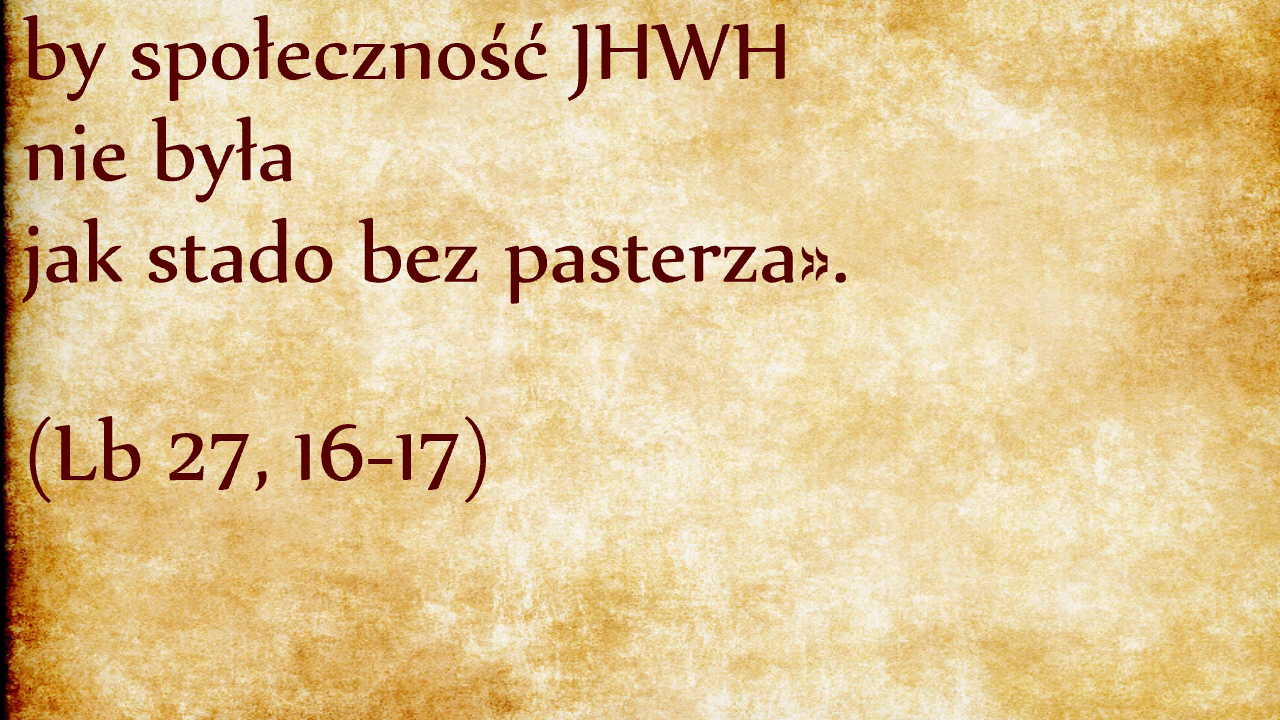 by społeczność JHWH
nie była
jak stado bez pasterza».
(Lb 27, 16-17)